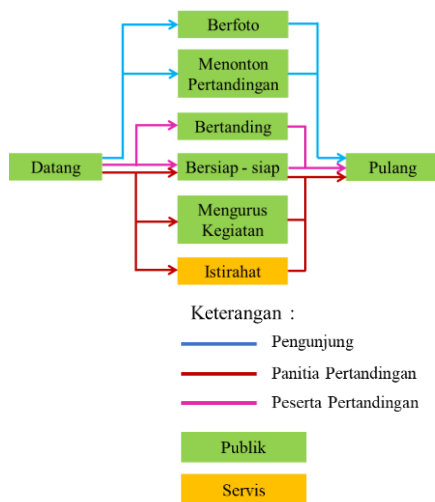 Berfoto
Menonton
Pertandingan
Bertanding
Datang
Bersiap - siap
Pulang
Mengurus
Kegiatan
Istirahat
Keterangan :
Pengunjung
Panitia Pertandingan
Peserta Pertandingan
Publik
Servis